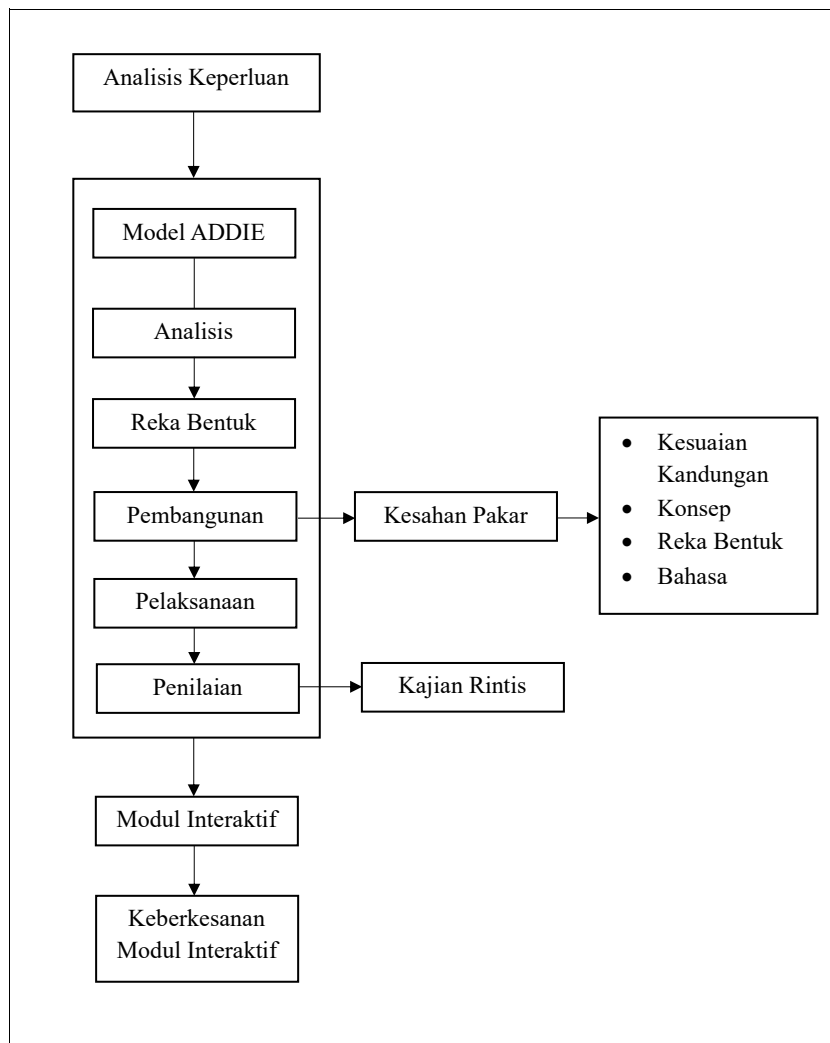 Analisis Keperluan
Model ADDIE
Analisis
Reka Bentuk
Pembangunan
Kesahan Pakar
• Kesuaian
Kandungan
• Konsep
• Reka Bentuk
• Bahasa
Pelaksanaan
Penilaian
Kajian Rintis
Modul Interaktif
Keberkesanan
Modul Interaktif